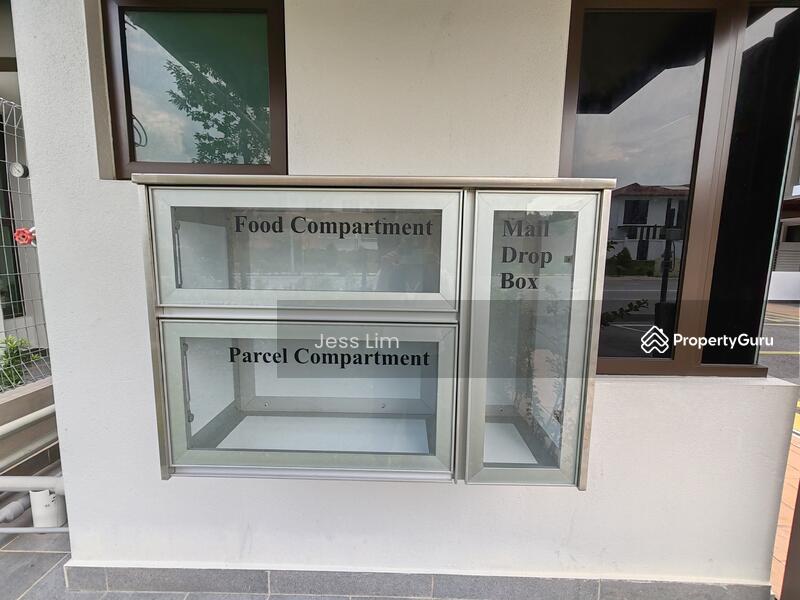 Food Compartment
Mail
Drop
Box
Parcel Compartment
Jess Lim
PropertyGuru